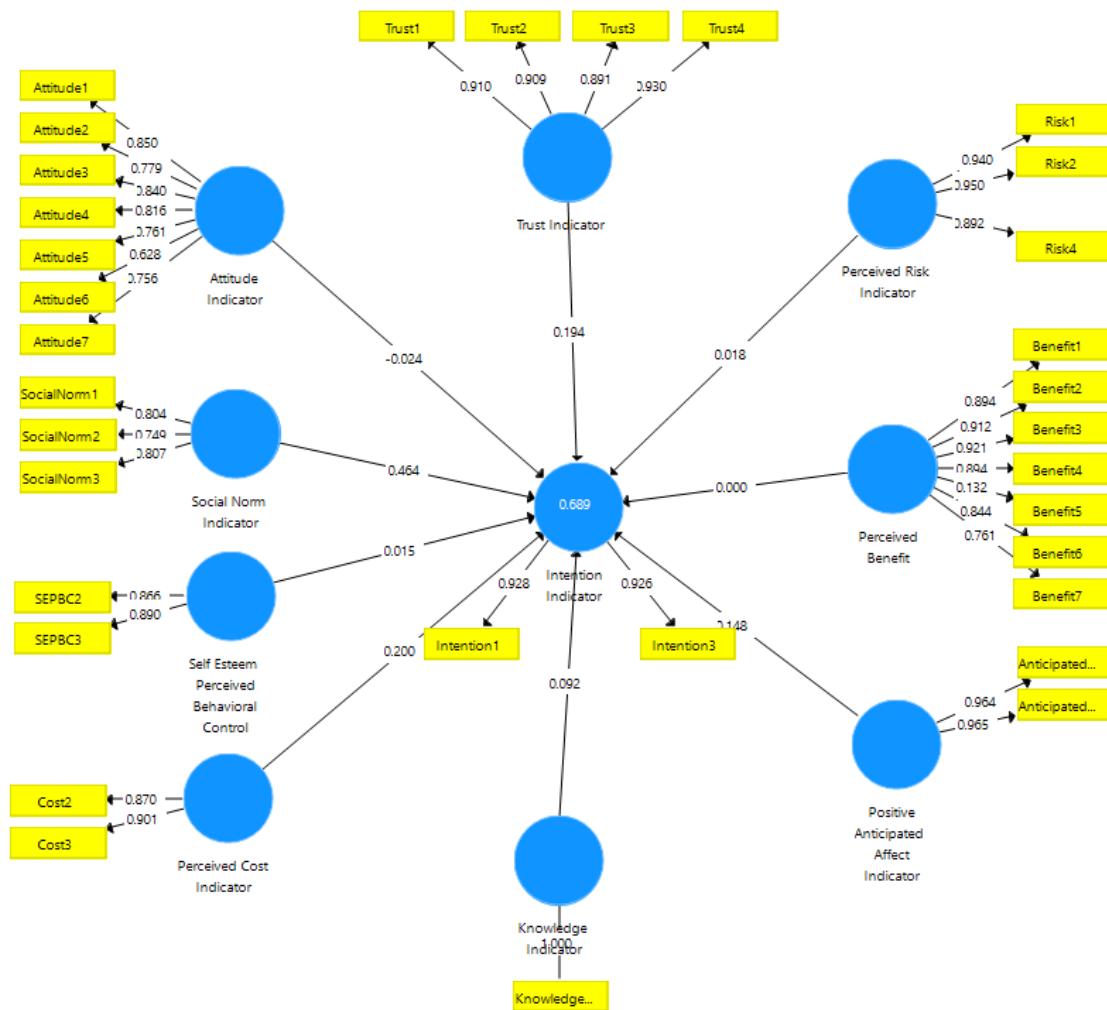 Trust1
Trust2
Trust3
Trust4
0.910
0.909
0.891
0.930
Trust Indicator
0.194
Attitude1
Attitude2
Attitude3
Attitude4
Attitude5
Attitude6
Attitude7
0.850
0.779
0.840
0.816
0.761
0.628
0.756
Attitude
Indicator
-0.024
Risk1
Risk2
Risk4
0.940
0.950
0.892
Perceived Risk
Indicator
0.018
SocialNorm1
SocialNorm2
SocialNorm3
0.804
0.749
0.807
Social Norm
Indicator
0.464
Benefit1
Benefit2
Benefit3
Benefit4
Benefit5
Benefit6
Benefit7
0.894
0.912
0.921
0.894
0.132
0.844
0.761
Perceived
Benefit
0.000
0.689
Intention
Indicator
0.928
0.926
Intention1
Intention3
SEPBC2
SEPBC3
0.866
0.890
Self Esteem
Perceived
Behavioral
Control
0.015
Cost2
Cost3
0.870
0.901
Perceived Cost
Indicator
0.200
0.092
Knowledge
Indicator
1.000
Knowledge...
0.148
Anticipated...
Anticipated...
0.964
0.965
Positive
Anticipated
Affect
Indicator